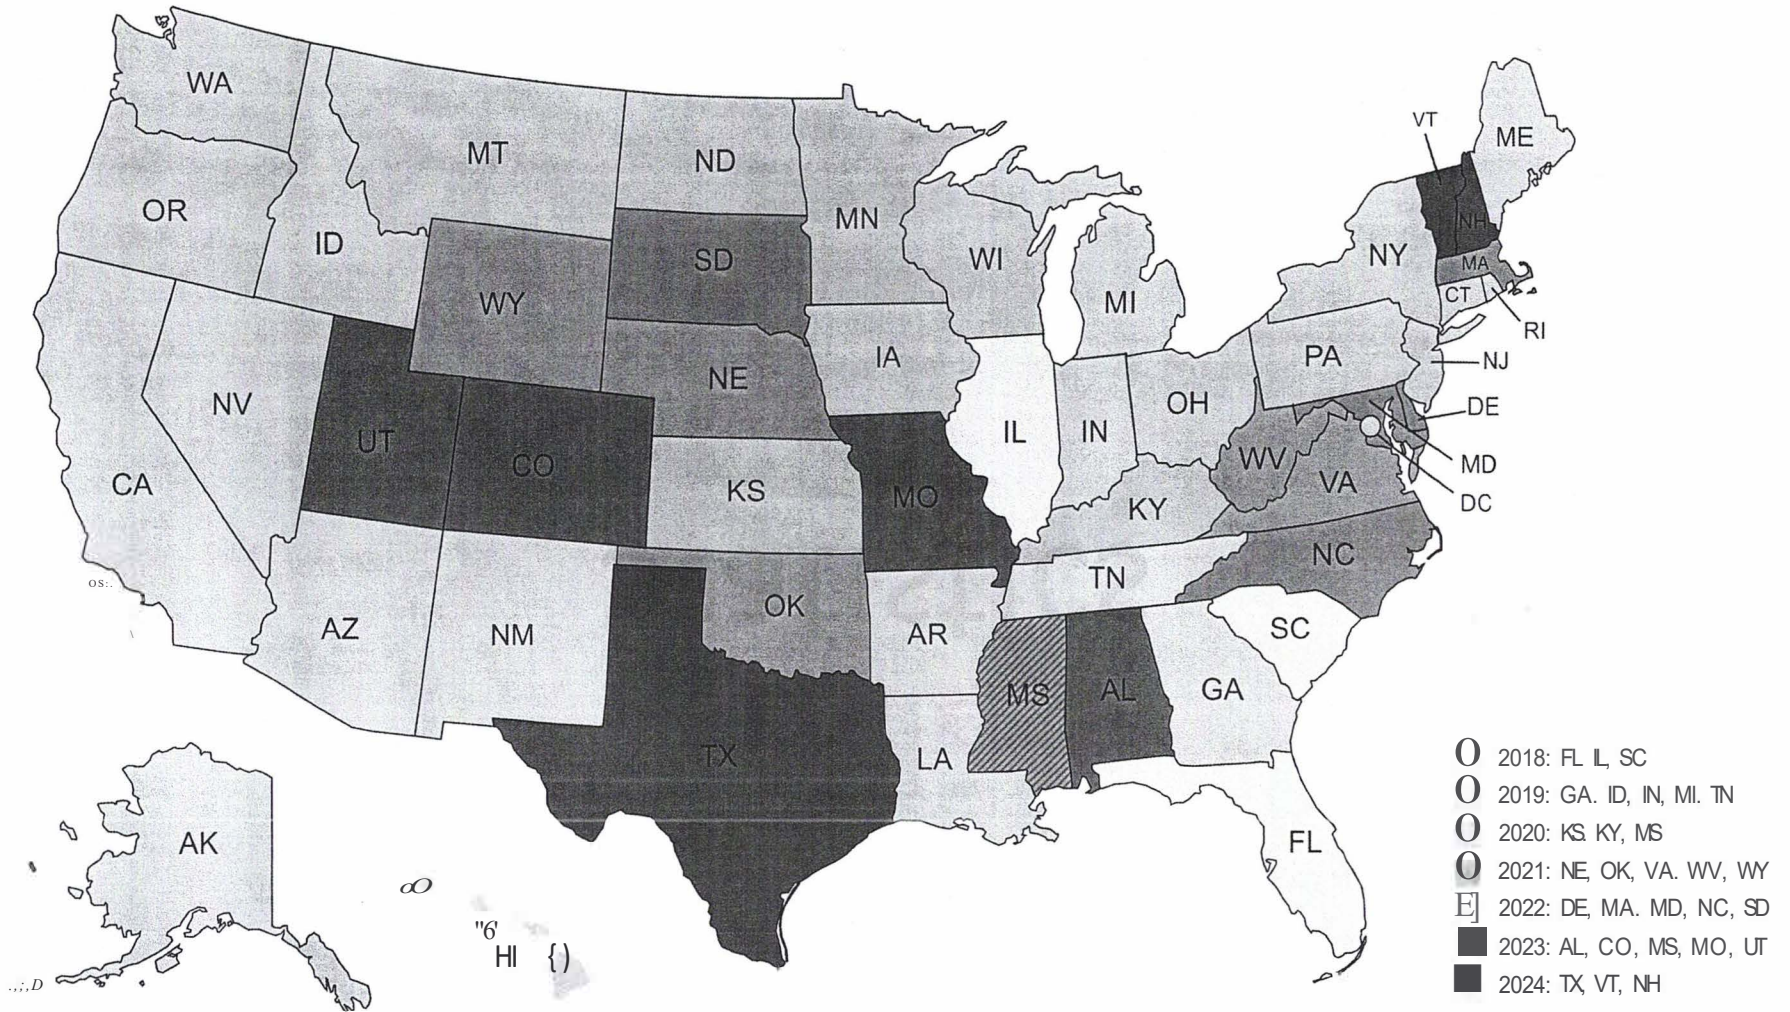 WA
MT
ND
MN
OR
ID
SD
WY
WI
MI
VT
ME
NH
NY
MA
CT
RI
NJ
PA
NE
IA
NV
UT
CO
CA
KS
MO
IL
IN
OH
WV
VA
DE
MD
DC
KY
NC
TN
AZ
NM
OK
AR
SC
MS
AL
GA
TX
LA
FL
AK
HI
2018: FL IL, SC
2019: GA. ID, IN, MI. TN
2020: KS. KY, MS
2021: NE, OK, VA. WV, WY
2022: DE, MA. MD, NC, SD
2023: AL, CO, MS, MO, UT
2024: TX, VT, NH